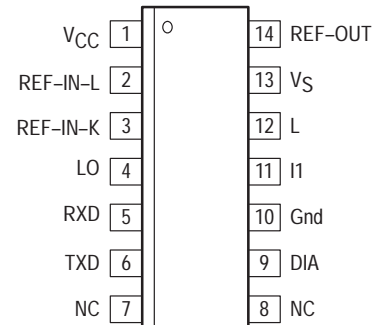 VCC 1 14 REF–OUT
REF–IN–L 2 13 VS
REF–IN–K 3 12 L
LO 4 11 I1
RXD 5 10 Gnd
TXD 6 9 DIA
NC 7 8 NC